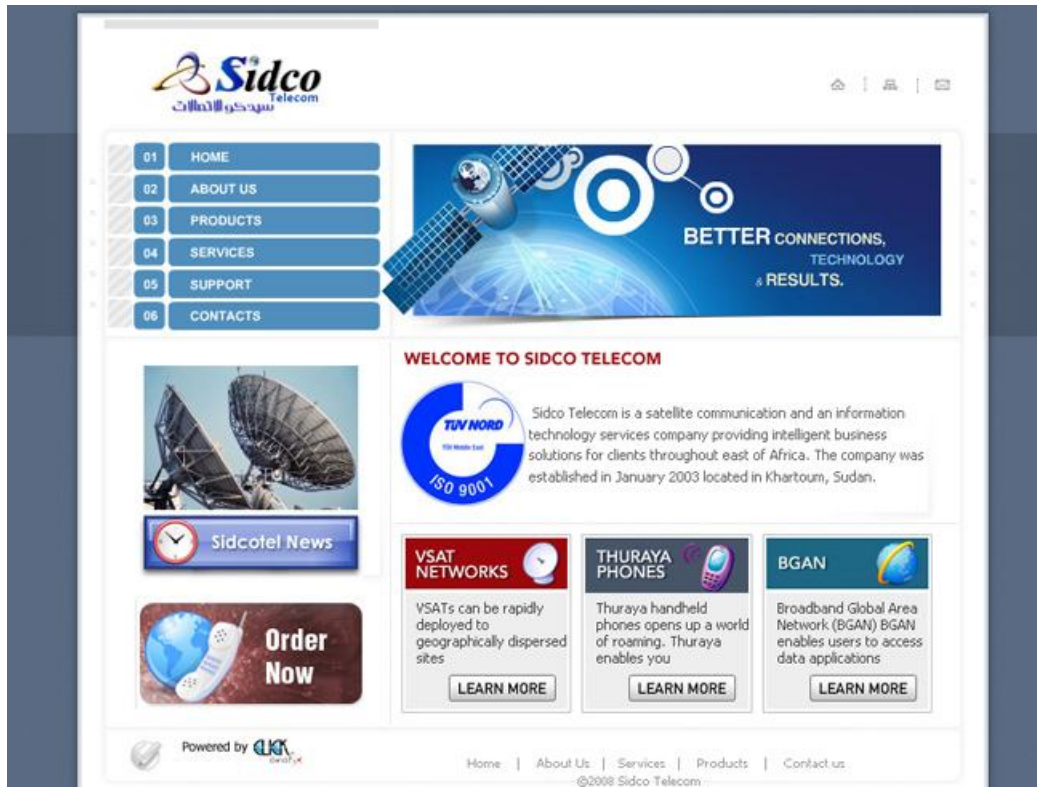 Sidco
Telecom
سيدكو للاتصالات
01 HOME
02 ABOUT US
03 PRODUCTS
04 SERVICES
05 SUPPORT
06 CONTACTS
BETTER CONNECTIONS,
TECHNOLOGY
& RESULTS.
WELCOME TO SIDCO TELECOM
TUV NORD
TUV Middle East
ISO 9001
Sidco Telecom is a satellite communication and an information
technology services company providing intelligent business
solutions for clients throughout east of Africa. The company was
established in January 2003 located in Khartoum, Sudan.
Sidcotel News
Order
Now
VSAT
NETWORKS
VSATs can be rapidly
deployed to
geographically dispersed
sites
LEARN MORE
THURAYA
PHONES
Thuraya handheld
phones opens up a world
of roaming. Thuraya
enables you
LEARN MORE
BGAN
Broadband Global Area
Network (BGAN) BGAN
enables users to access
data applications
LEARN MORE
Powered by CLICK
Home | About Us | Services | Products | Contact us
©2008 Sidco Telecom